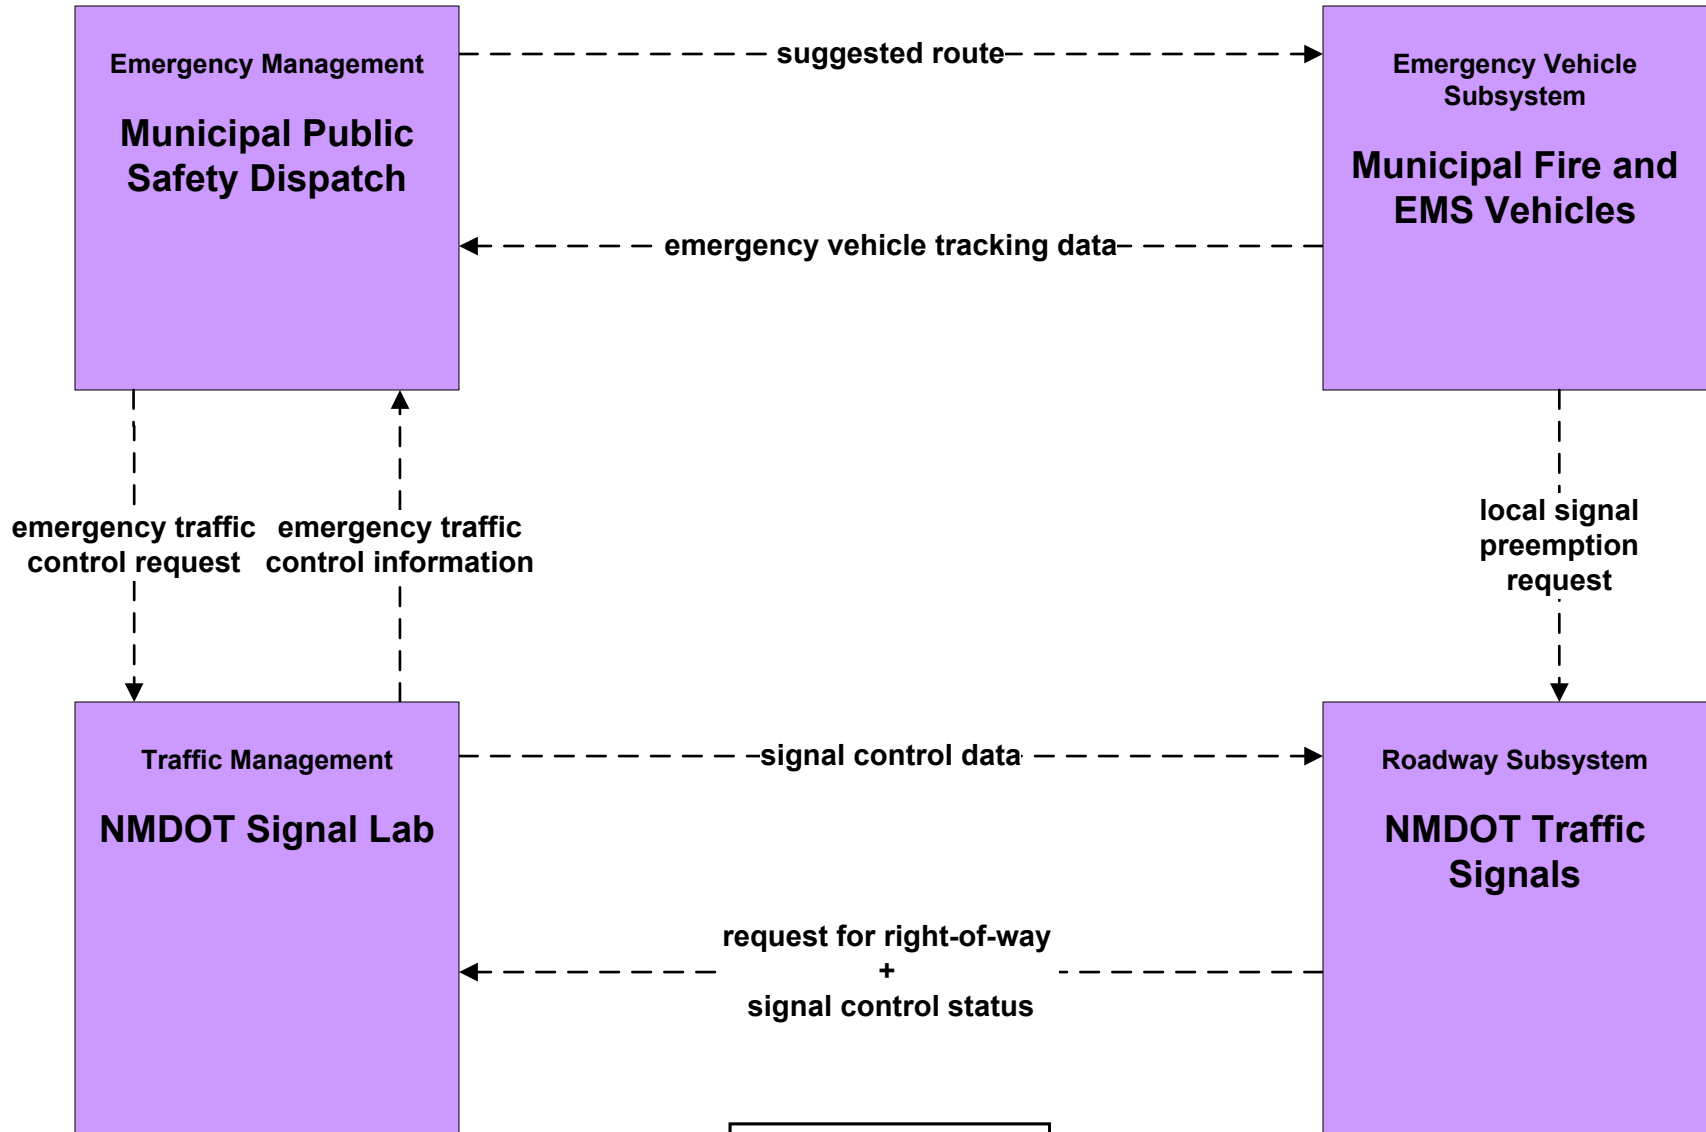 Emergency Management
Municipal Public
Safety Dispatch
suggested route
Emergency Vehicle
Subsystem
Municipal Fire and
EMS Vehicles
emergency vehicle tracking data
emergency traffic
control request
emergency traffic
control information
local signal
preemption
request
Traffic Management
NMDOT Signal Lab
signal control data
Roadway Subsystem
NMDOT Traffic
Signals
request for right-of-way
+
signal control status